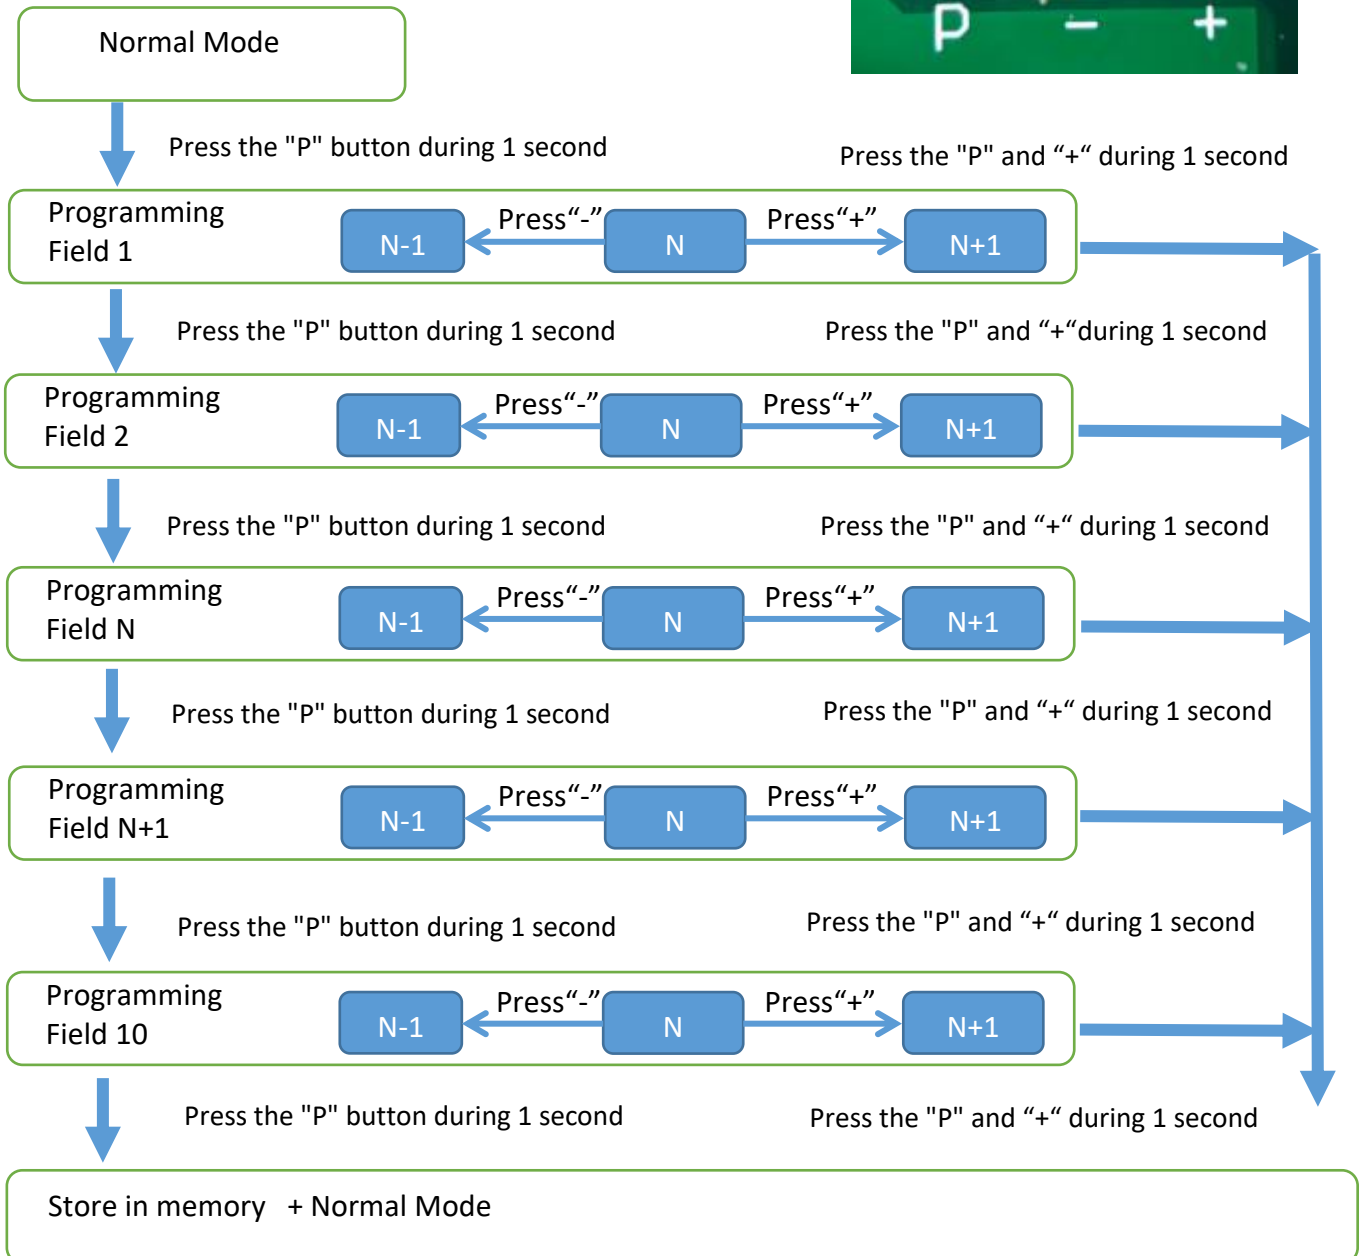 Normal Mode
P - +
Press the "P" button during 1 second
Press the "P" and “+“ during 1 second
Programming
Field 1
N-1
Press“-”
N
Press“+”
N+1
Press the "P" button during 1 second
Press the "P" and “+“during 1 second
Programming
Field 2
N-1
Press“-”
N
Press“+”
N+1
Press the "P" button during 1 second
Press the "P" and “+“ during 1 second
Programming
Field N
N-1
Press“-”
N
Press“+”
N+1
Press the "P" button during 1 second
Press the "P" and “+“ during 1 second
Programming
Field N+1
N-1
Press“-”
N
Press“+”
N+1
Press the "P" button during 1 second
Press the "P" and “+“ during 1 second
Programming
Field 10
N-1
Press“-”
N
Press“+”
N+1
Press the "P" button during 1 second
Press the "P" and “+“ during 1 second
Store in memory + Normal Mode